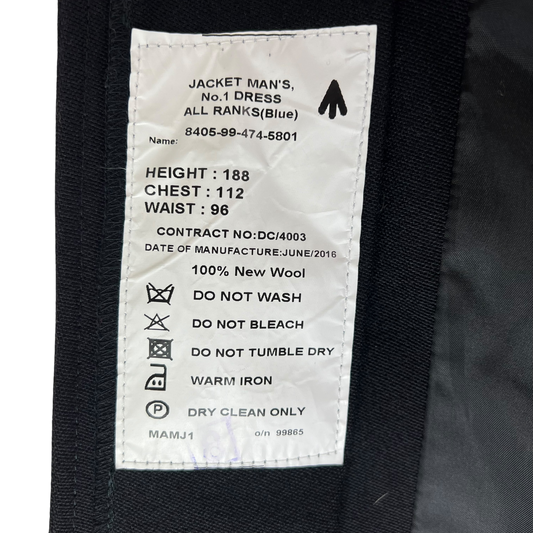 JACKET MAN'S,
No.1 DRESS
ALL RANKS(Blue)
8405-99-474-5801
Name:
HEIGHT : 188
CHEST : 112
WAIST : 96
CONTRACT NO:DC/4003
DATE OF MANUFACTURE:JUNE/2016
100% New Wool
DO NOT WASH
DO NOT BLEACH
DO NOT TUMBLE DRY
WARM IRON
P DRY CLEAN ONLY
MAMJ1 o/n 99865